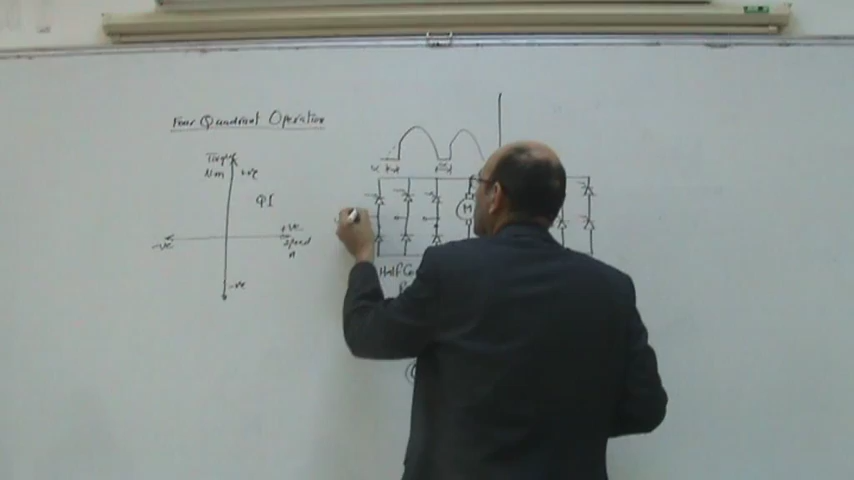 Four Quadrant Operation
Torque
Nm
+ve
QI
-ve
+ve
Speed
n
-ve
M
Half